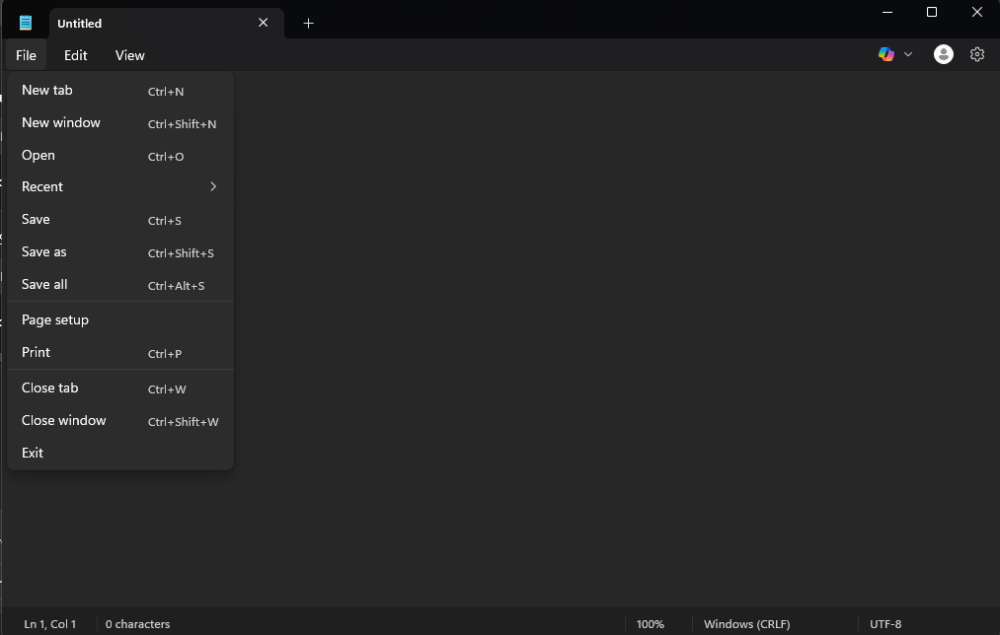 Untitled
File Edit View
New tab Ctrl+N
New window Ctrl+Shift+N
Open Ctrl+O
Recent
Save Ctrl+S
Save as Ctrl+Shift+S
Save all Ctrl+Alt+S
Page setup
Print Ctrl+P
Close tab Ctrl+W
Close window Ctrl+Shift+W
Exit
Ln 1, Col 1 0 characters 100% Windows (CRLF) UTF-8